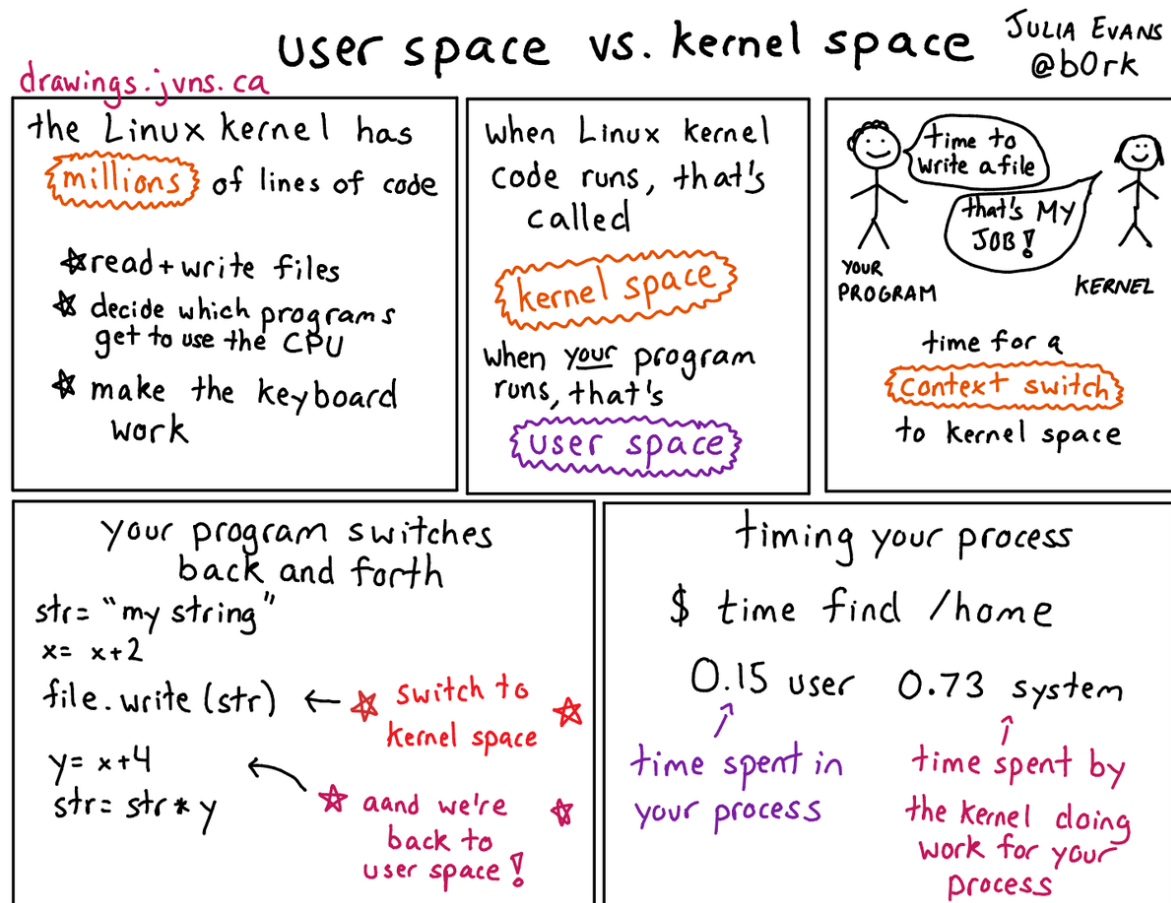 user space vs. kernel space
JULIA EVANS
@b0rk
drawings.jvns.ca
the Linux kernel has
millions of lines of code
☆ read+write files
☆ decide which programs
get to use the CPU
☆ make the keyboard
work
when Linux kernel
code runs, that's
called
kernel space
when your program
runs, that's
user space
time to
write a file
that's MY
JOB!
YOUR
PROGRAM
KERNEL
time for a
context switch
to kernel space
your program switches
back and forth
str= "my string"
x= x+2
file.write(str) ← ☆ switch to ☆
kernel space
y= x+4
str= str * y
← ☆ aand we're ☆
back to
user space!
timing your process
$ time find /home
0.15 user 0.73 system
time spent in
your process
time spent by
the kernel doing
work for your
process